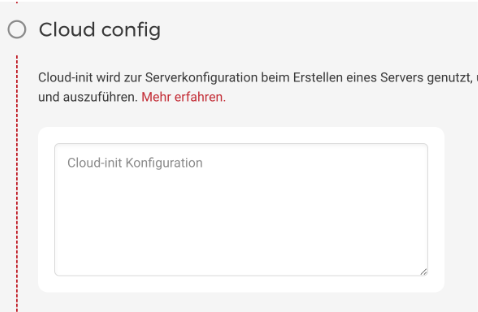 Cloud config
Cloud-init wird zur Serverkonfiguration beim Erstellen eines Servers genutzt,
und auszuführen. Mehr erfahren.
Cloud-init Konfiguration